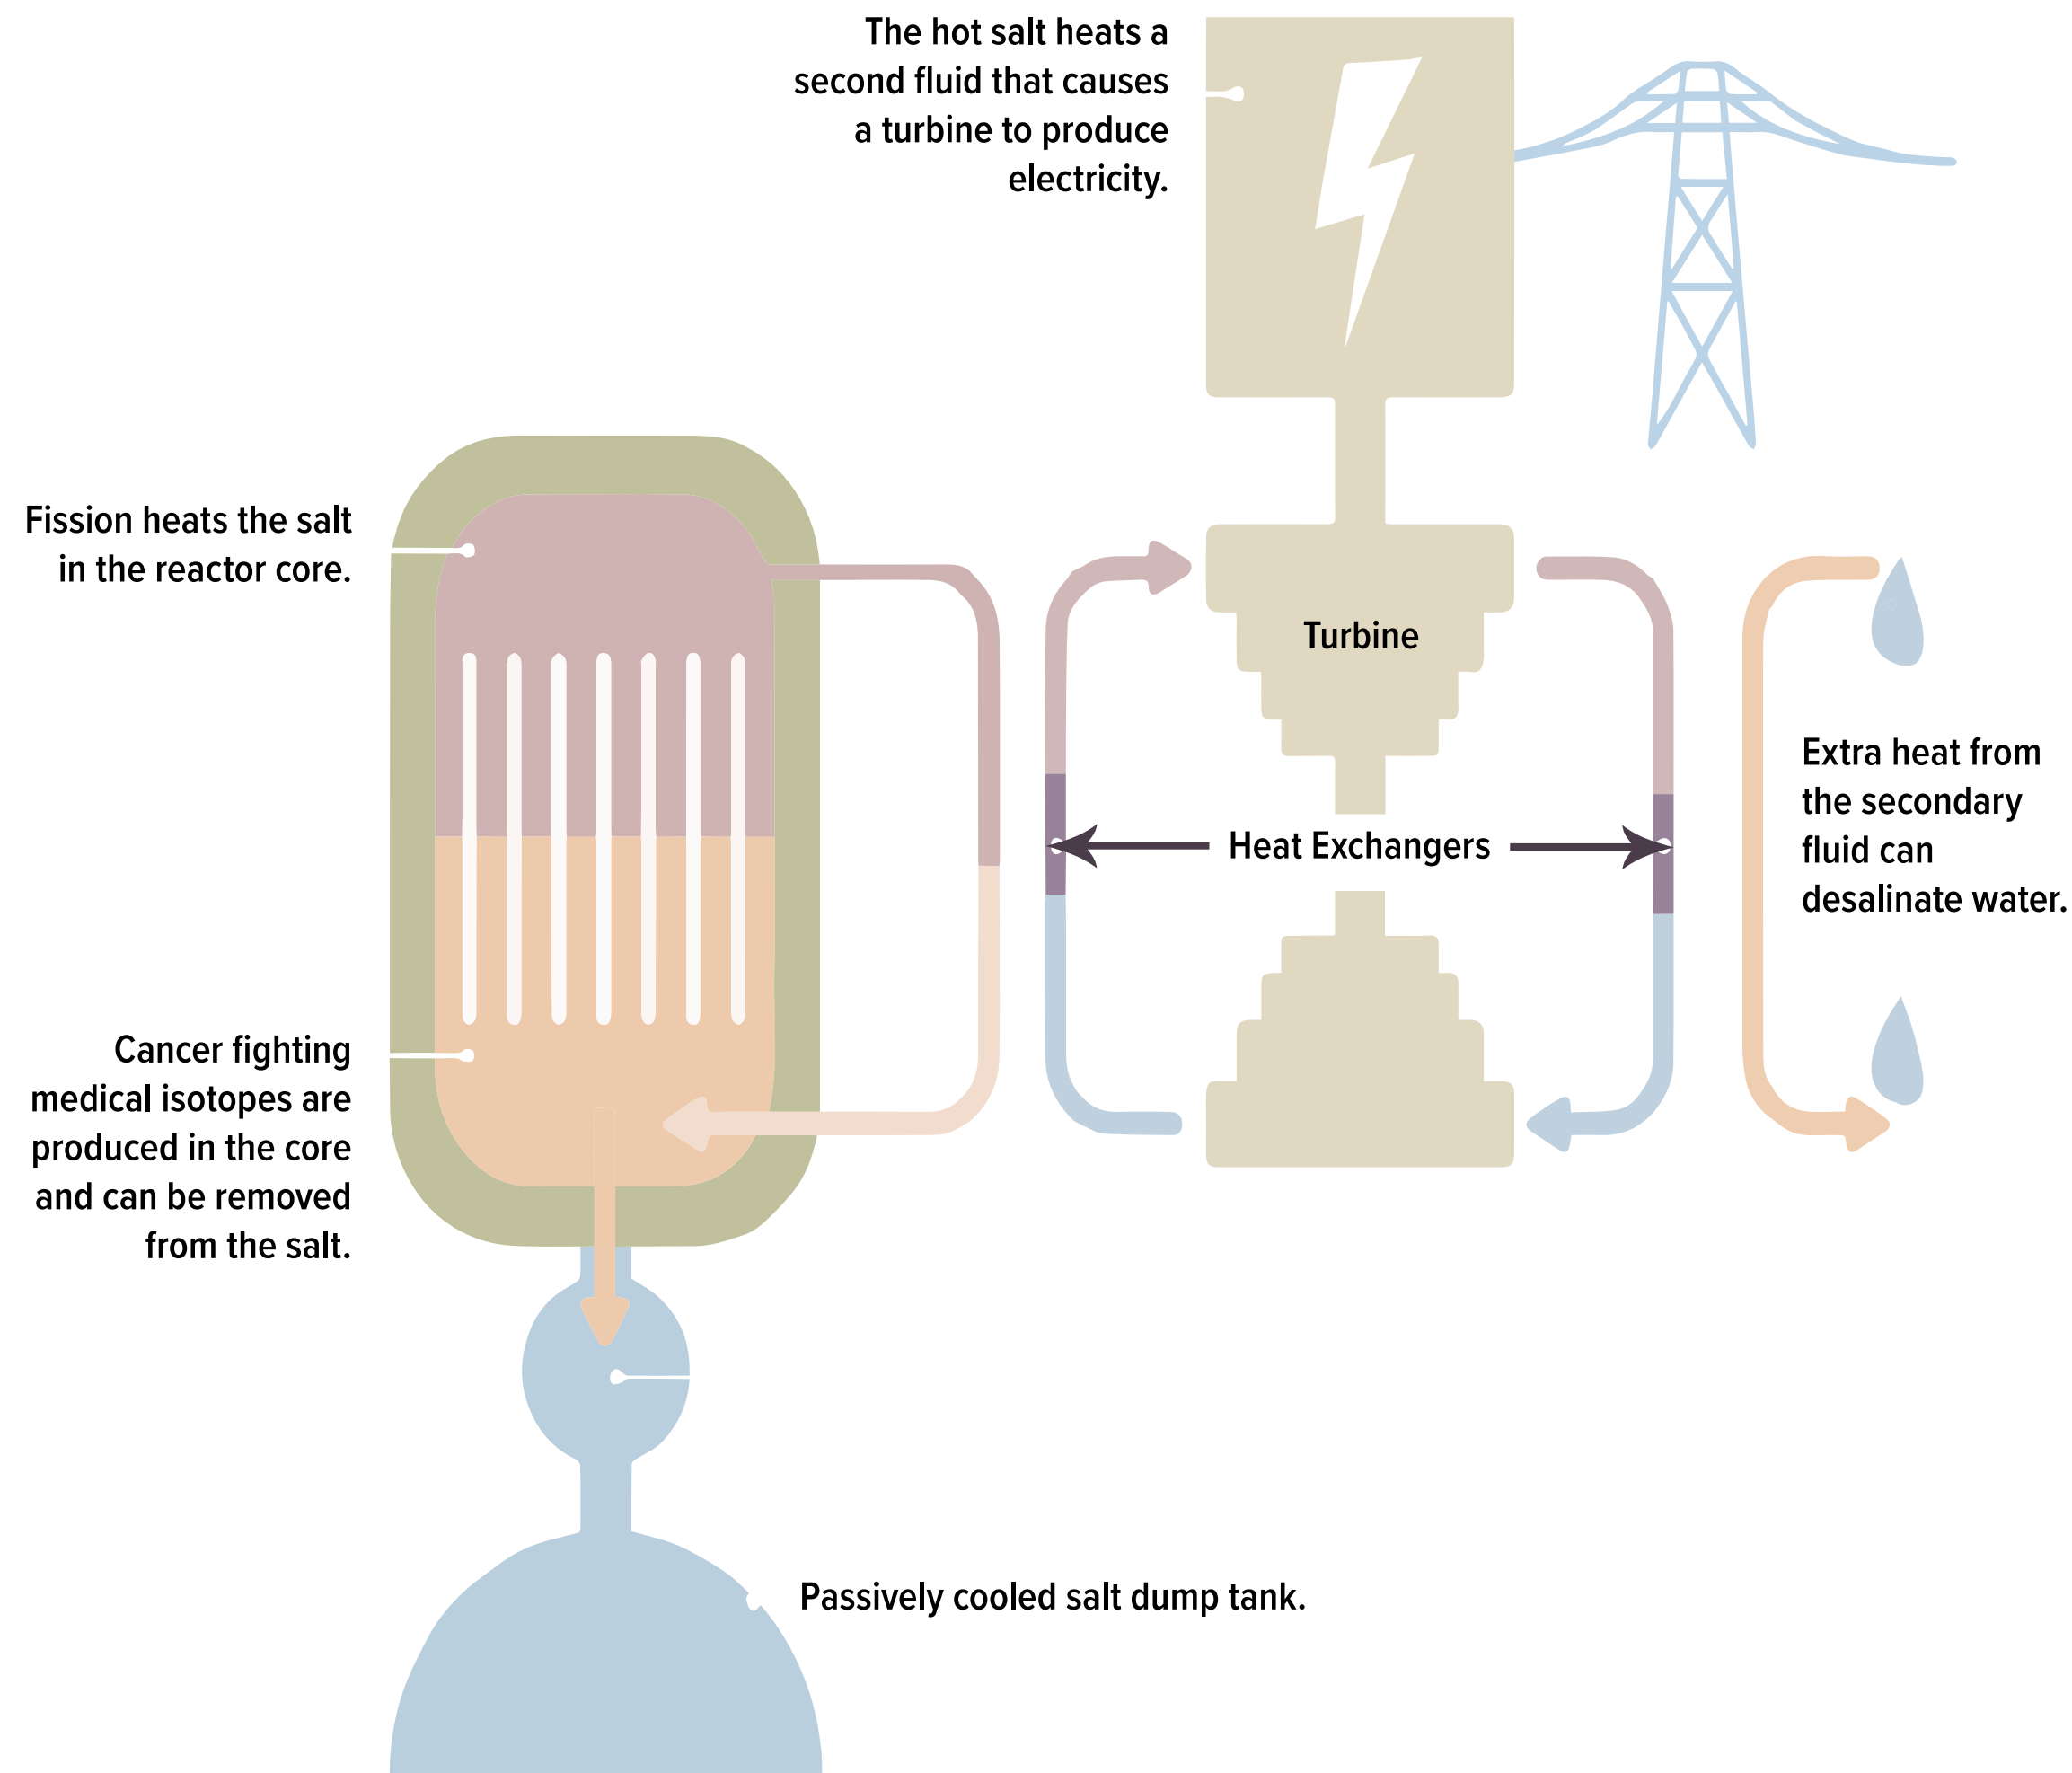 The hot salt heats a
second fluid that causes
a turbine to produce
electricity.
Fission heats the salt
in the reactor core.
Turbine
Heat Exchangers
Extra heat from
the secondary
fluid can
desalinate water.
Cancer fighting
medical isotopes are
produced in the core
and can be removed
from the salt.
Passively cooled salt dump tank.